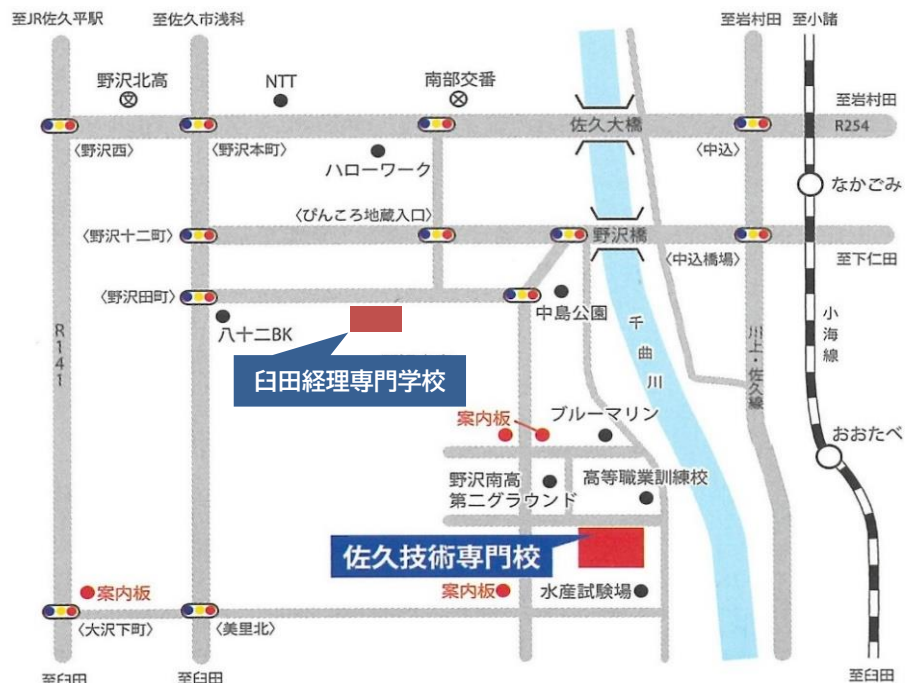 至JR佐久平駅
至佐久市浅科
至岩村田
至小諸
野沢北高
NTT
南部交番
至岩村田
佐久大橋
R254
〈野沢西〉
〈野沢本町〉
〈中込〉
ハローワーク
なかごみ
〈ぴんころ地蔵入口〉
〈野沢十二町〉
野沢橋
〈中込橋場〉
至下仁田
〈野沢田町〉
中島公園
八十二BK
R141
千曲川
川上・佐久線
小海線
臼田経理専門学校
案内板
ブルーマリン
おおたべ
野沢南高
第二グラウンド
高等職業訓練校
佐久技術専門校
案内板
案内板
水産試験場
〈大沢下町〉
〈美里北〉
至臼田
至臼田
至臼田